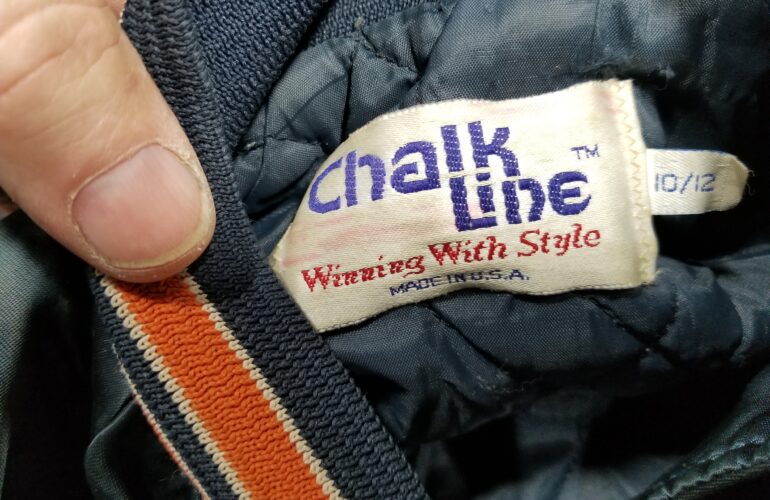 Chalk
Line ™
Winning With Style
MADE IN U.S.A.
10/12